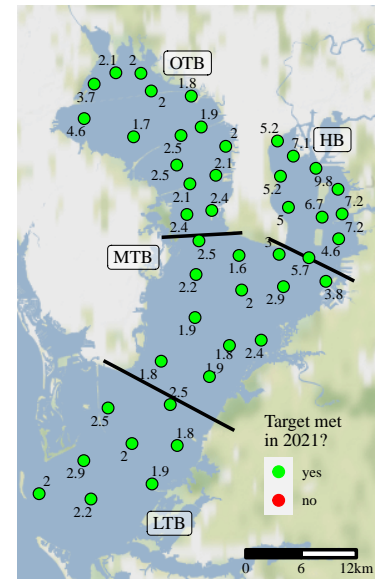 OTB
2.1 2
3.7 2 1.8
4.6 1.7 1.9
2.5 2
5.2 HB
7.1
2.5 2.1 5.2 9.8
2.1 2.4 5 6.7 7.2
2.4 7.2
MTB 2.5 3 4.6
1.6 5.7
2.2 2 2.9 3.8
1.9
1.8 2.4
1.8 1.9
2.5
2.5
Target met
in 2021?
yes
no
2 1.8
2.9
2 1.9
2.2
LTB
0 6 12km